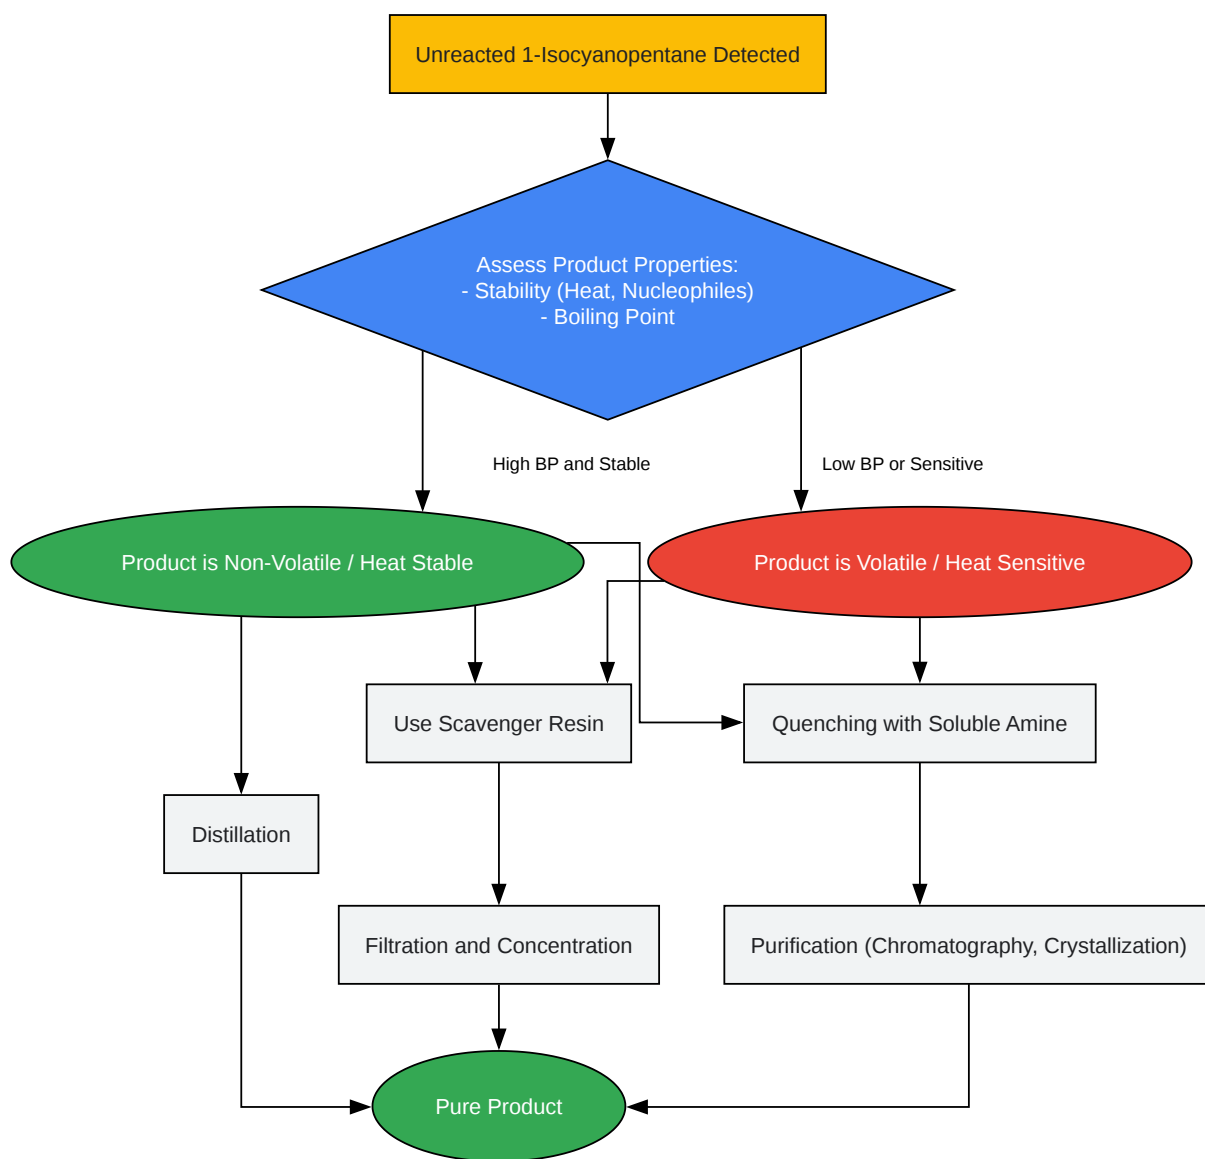 Unreacted 1-Isocyanopentane Detected
Assess Product Properties:
- Stability (Heat, Nucleophiles)
- Boiling Point
High BP and Stable
Low BP or Sensitive
Product is Non-Volatile / Heat Stable
Product is Volatile / Heat Sensitive
Use Scavenger Resin
Quenching with Soluble Amine
Distillation
Filtration and Concentration
Purification (Chromatography, Crystallization)
Pure Product